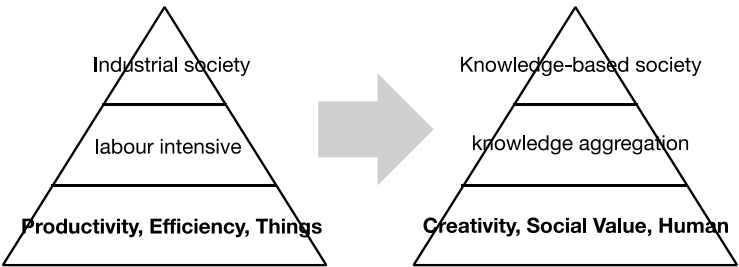 Industrial society
labour intensive
Productivity, Efficiency, Things
Knowledge-based society
knowledge aggregation
Creativity, Social Value, Human